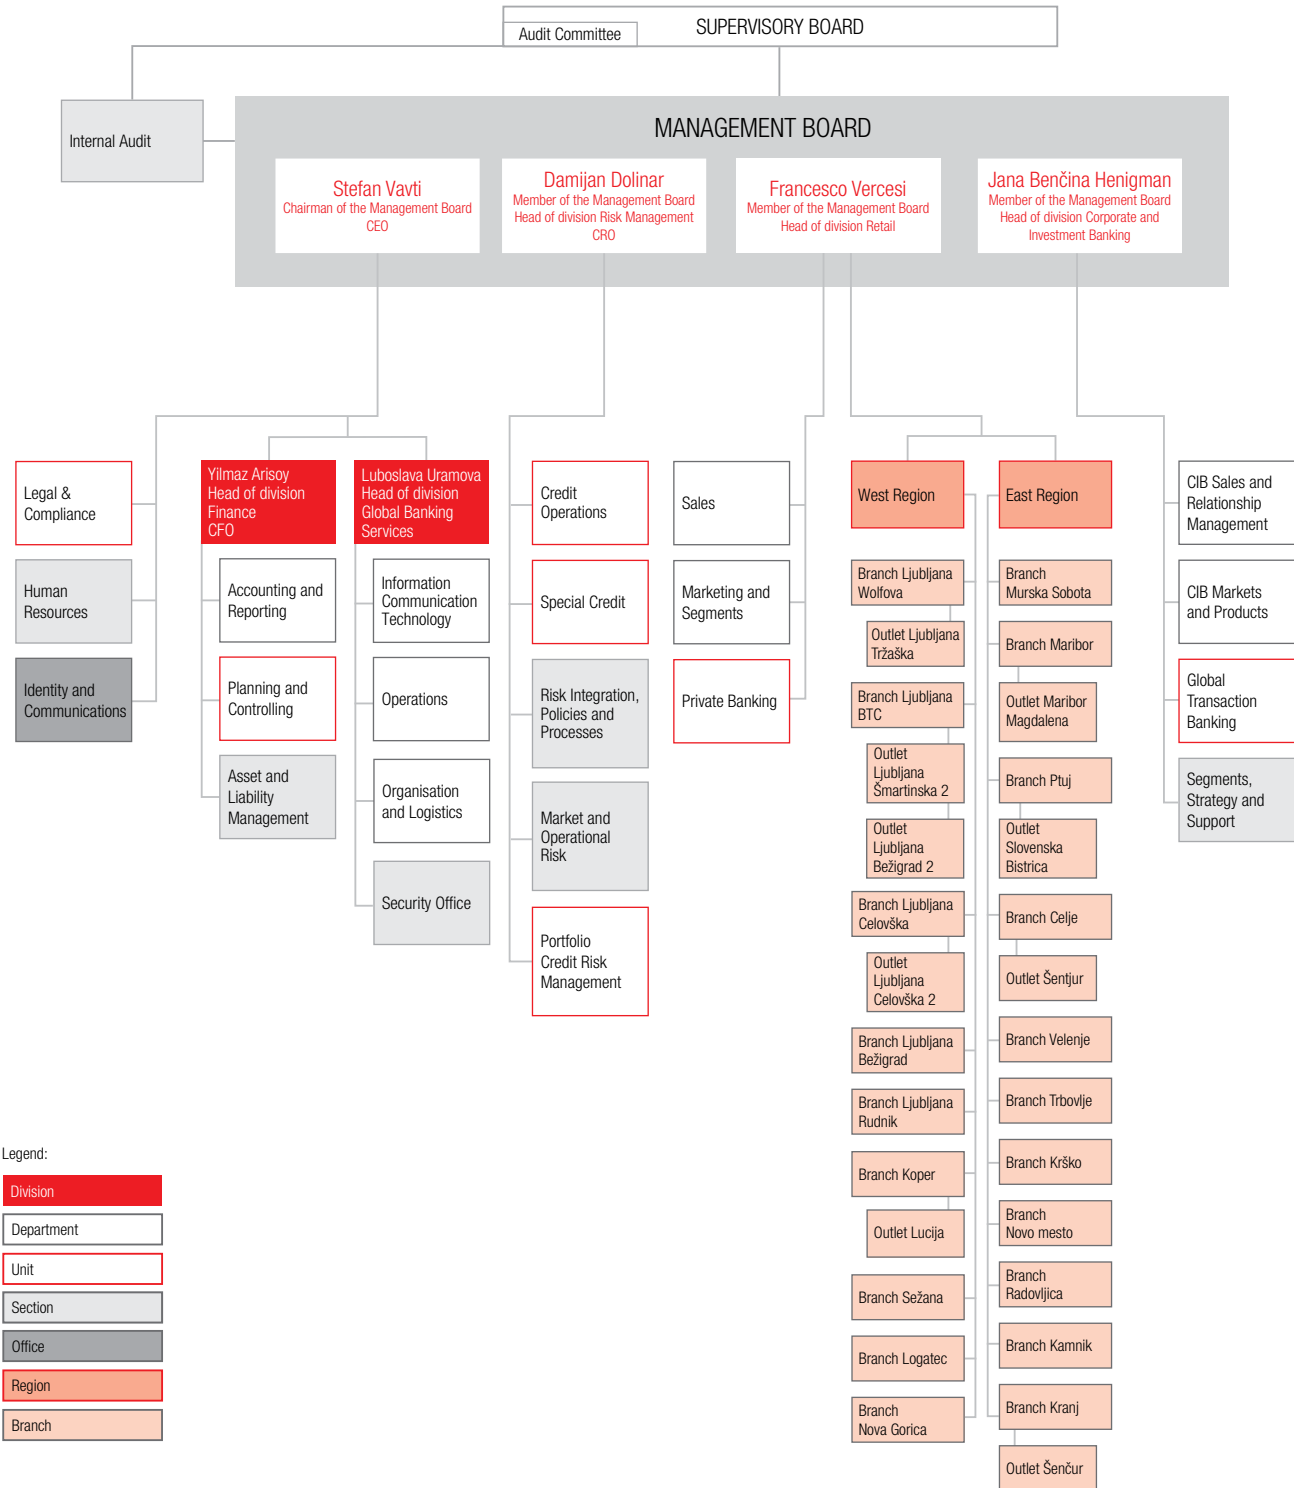 SUPERVISORY BOARD
Audit Committee
Internal Audit
MANAGEMENT BOARD
Stefan Vavti
Chairman of the Management Board
CEO
Damijan Dolinar
Member of the Management Board
Head of division Risk Management
CRO
Francesco Vercesi
Member of the Management Board
Head of division Retail
Jana Benčina Henigman
Member of the Management Board
Head of division Corporate and
Investment Banking
Legal &
Compliance
Human
Resources
Identity and
Communications
Yilmaz Arisoy
Head of division
Finance
CFO
Accounting and
Reporting
Planning and
Controlling
Asset and
Liability
Management
Luboslava Uramova
Head of division
Global Banking
Services
Information
Communication
Technology
Operations
Organisation
and Logistics
Security Office
Credit
Operations
Special Credit
Risk Integration,
Policies and
Processes
Market and
Operational
Risk
Portfolio
Credit Risk
Management
Sales
Marketing and
Segments
Private Banking
West Region
Branch Ljubljana
Wolfova
Outlet Ljubljana
Tržaška
Branch Ljubljana
BTC
Outlet
Ljubljana
Šmartinska 2
Outlet
Ljubljana
Bežigrad 2
Branch Ljubljana
Celovška
Outlet
Ljubljana
Celovška 2
Branch Ljubljana
Bežigrad
Branch Ljubljana
Rudnik
Branch Koper
Outlet Lucija
Branch Sežana
Branch Logatec
Branch
Nova Gorica
East Region
Branch
Murska Sobota
Branch Maribor
Outlet Maribor
Magdalena
Branch Ptuj
Outlet
Slovenska
Bistrica
Branch Celje
Outlet Šentjur
Branch Velenje
Branch Trbovlje
Branch Krško
Branch
Novo mesto
Branch
Radovljica
Branch Kamnik
Branch Kranj
Outlet Šenčur
CIB Sales and
Relationship
Management
CIB Markets
and Products
Global
Transaction
Banking
Segments,
Strategy and
Support
Legend:
Division
Department
Unit
Section
Office
Region
Branch